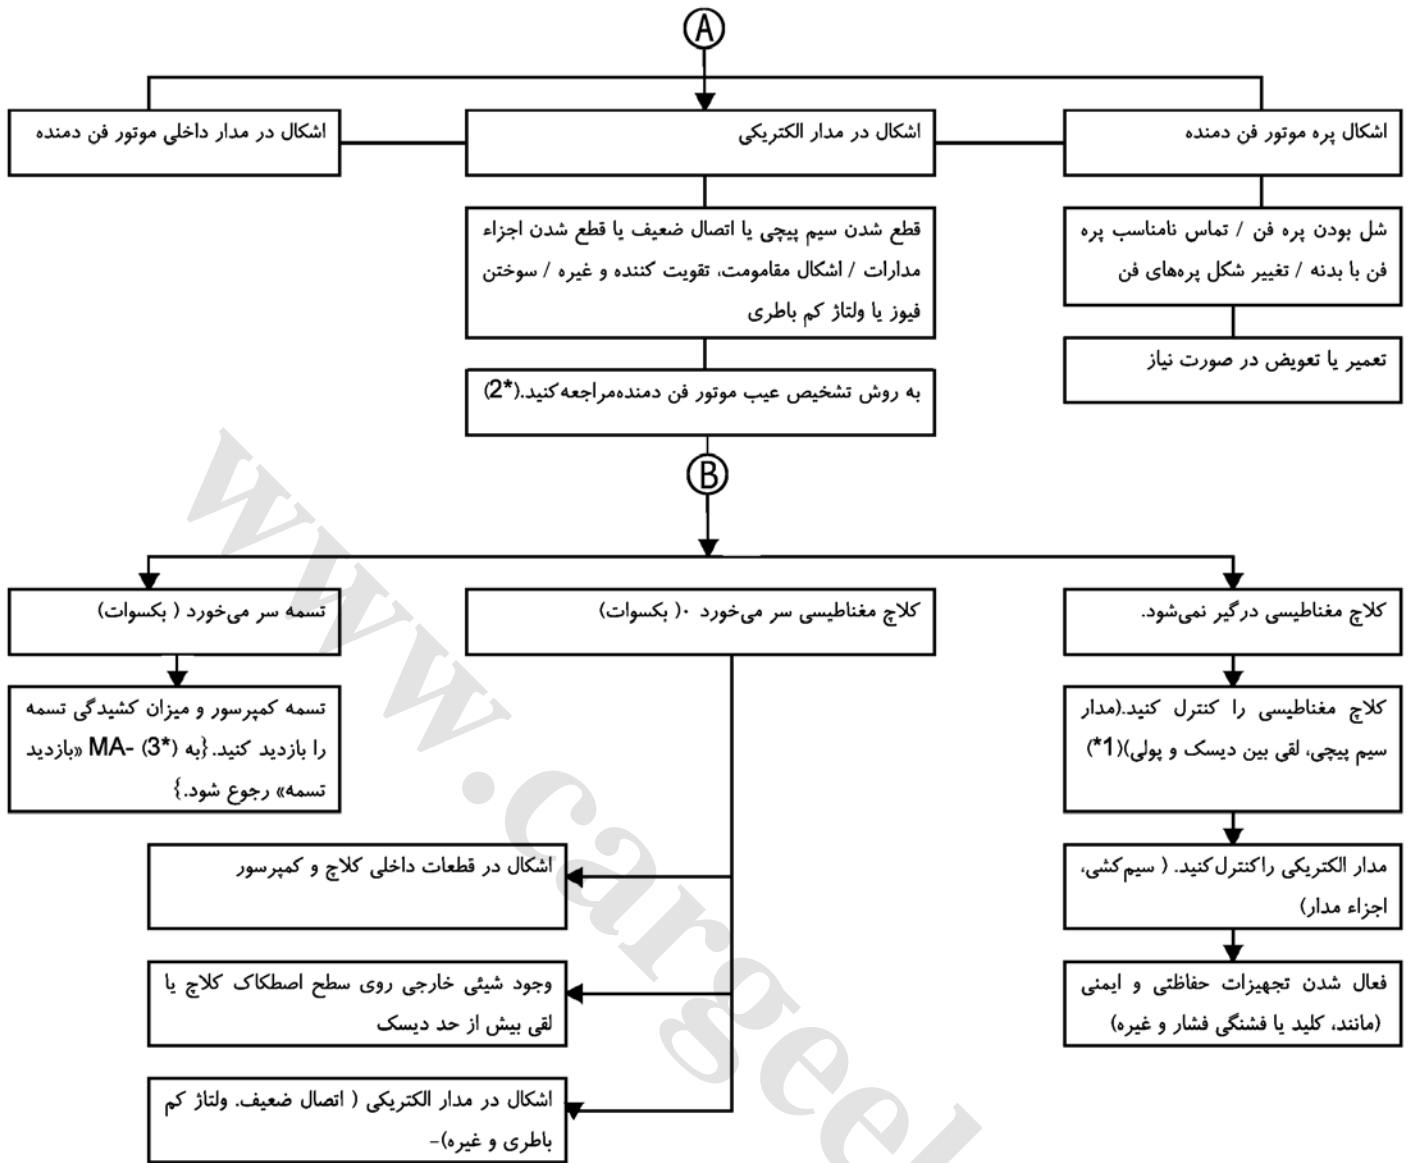 A
اشکال پره موتور فن دمنده
اشکال در مدار الکتریکی
اشکال در مدار داخلی موتور فن دمنده
شل بودن پره فن / تماس نامناسب پره
فن با بدنه / تغییر شکل پره‌های فن
قطع شدن سیم پیچی یا اتصال ضعیف یا قطع شدن اجزاء
مدارات / اشکال مقامومت، تقویت کننده و غیره / سوختن
فیوز یا ولتاژ کم باطری
تعمیر یا تعویض در صورت نیاز
به روش تشخیص عیب موتور فن دمنده‌مراجعه کنید.(*2)
B
کلاچ مغناطیسی درگیر نمی‌شود.
کلاچ مغناطیسی سر می‌خورد ۰( بکسوات)
تسمه سر می‌خورد ( بکسوات)
کلاچ مغناطیسی را کنترل کنید.(مدار
سیم پیچی، لقی بین دیسک و پولی)(*1)
تسمه کمپرسور و میزان کشیدگی تسمه
را بازدید کنید.{به (*3) MA- «بازدید
تسمه» رجوع شود.}
مدار الکتریکی راکنترل کنید. ( سیم‌کشی،
اجزاء مدار)
اشکال در قطعات داخلی کلاچ و کمپرسور
فعال شدن تجهیزات حفاظتی و ایمنی
(مانند، کلید یا فشنگی فشار و غیره)
وجود شیئی خارجی روی سطح اصطکاک کلاچ یا
لقی بیش از حد دیسک
اشکال در مدار الکتریکی ( اتصال ضعیف. ولتاژ کم
باطری و غیره)-
www.cargeek